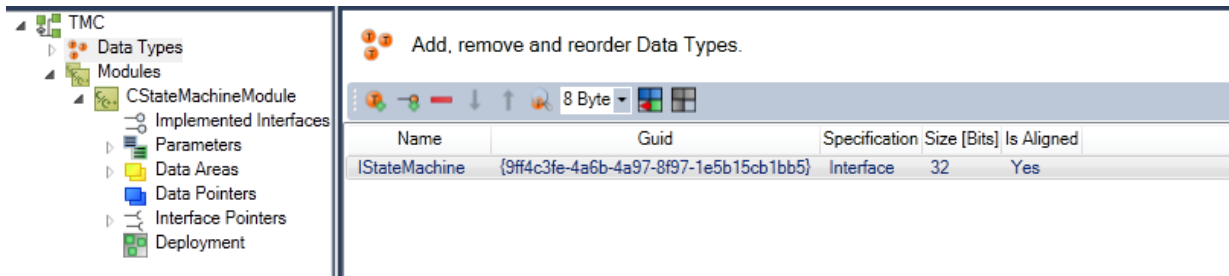 TMC
Data Types
Modules
CStateMachineModule
Implemented Interfaces
Parameters
Data Areas
Data Pointers
Interface Pointers
Deployment
Add, remove and reorder Data Types.
8 Byte
Name Guid Specification Size [Bits] Is Aligned
IStateMachine {9ff4c3fe-4a6b-4a97-8f97-1e5b15cb1bb5} Interface 32 Yes